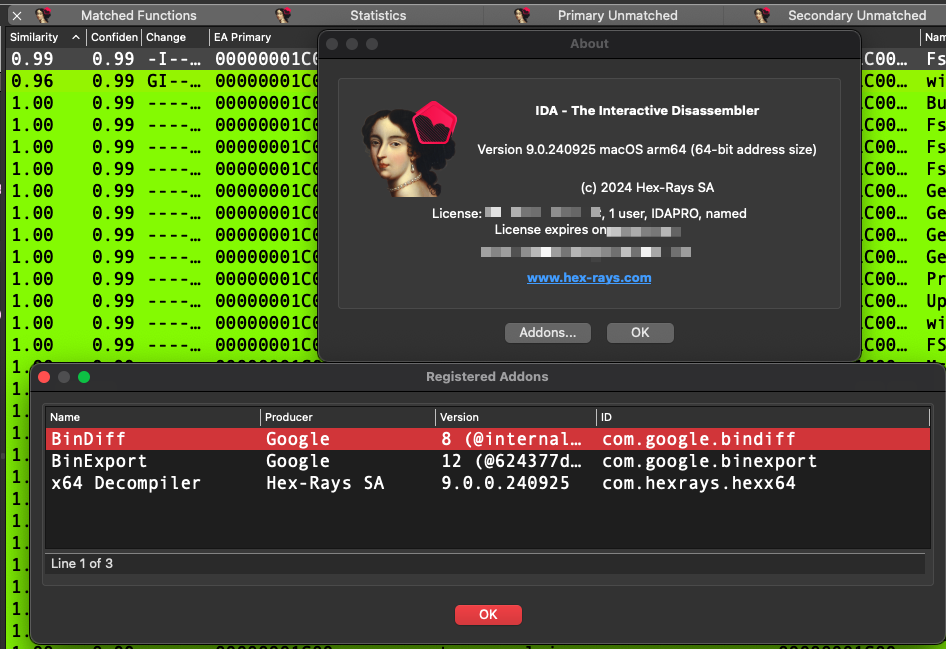 Matched Functions Statistics Primary Unmatched Secondary Unmatched
Similarity Confiden Change EA Primary
0.99 0.99 -I--… 00000001C0
0.96 0.99 GI--… 00000001C0 C00… wi
1.00 0.99 ----… 00000001C0 C00… Bu
1.00 0.99 ----… 00000001C0 C00… Fs
1.00 0.99 ----… 00000001C0 C00… Fs
1.00 0.99 ----… 00000001C0 C00… Fs
1.00 0.99 ----… 00000001C0 C00… Ge
1.00 0.99 ----… 00000001C0 C00… Ge
1.00 0.99 ----… 00000001C0 C00… Ge
1.00 0.99 ----… 00000001C0 C00… Ge
1.00 0.99 ----… 00000001C0 C00… Pr
1.00 0.99 ----… 00000001C0 C00… Up
1.00 0.99 ----… 00000001C0 C00… wi
1.00 0.99 ----… 00000001C0 C00… FS
About
IDA - The Interactive Disassembler
Version 9.0.240925 macOS arm64 (64-bit address size)
(c) 2024 Hex-Rays SA
License: , 1 user, IDAPRO, named
License expires on
www.hex-rays.com
Addons... OK
Registered Addons
Name Producer Version ID
BinDiff Google 8 (@internal… com.google.bindiff
BinExport Google 12 (@624377d… com.google.binexport
x64 Decompiler Hex-Rays SA 9.0.0.240925 com.hexrays.hexx64
Line 1 of 3
OK